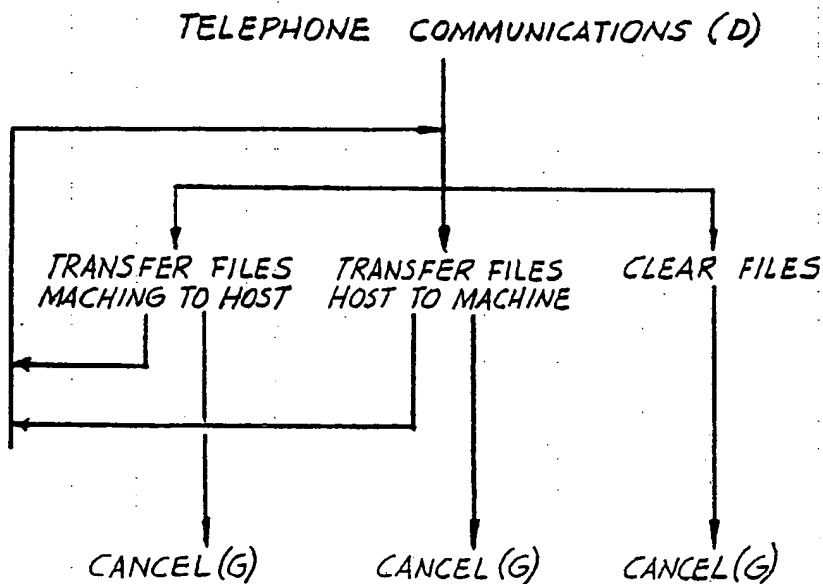 TELEPHONE COMMUNICATIONS (D)
TRANSFER FILES
MACHING TO HOST
TRANSFER FILES
HOST TO MACHINE
CLEAR FILES
CANCEL (G)
CANCEL (G)
CANCEL (G)